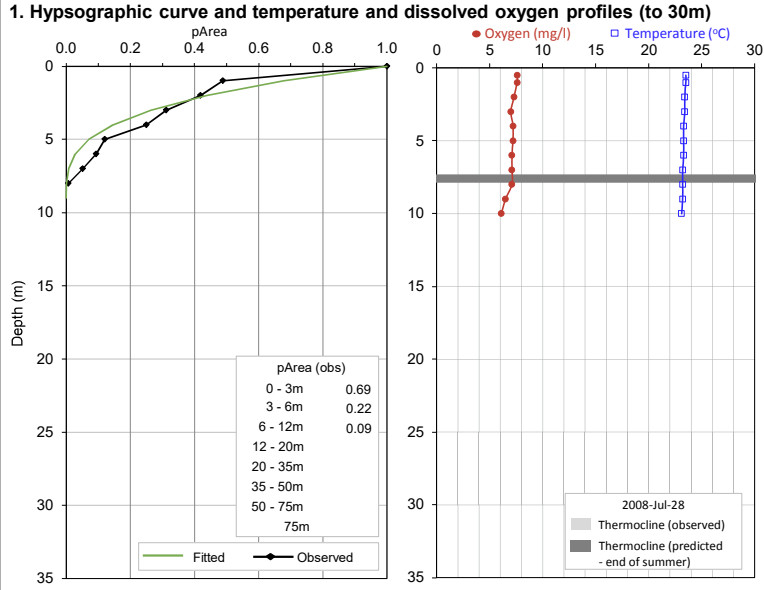 1. Hypsographic curve and temperature and dissolved oxygen profiles (to 30m)
pArea
0.0 0.2 0.4 0.6 0.8 1.0
0
5
10
15
20
25
30
35
Depth (m)
pArea (obs)
0 - 3m 0.69
3 - 6m 0.22
6 - 12m 0.09
12 - 20m
20 - 35m
35 - 50m
50 - 75m
75m
Fitted Observed
Oxygen (mg/l) Temperature (°C)
0 5 10 15 20 25 30
0
5
10
15
20
25
30
35
2008-Jul-28
Thermocline (observed)
Thermocline (predicted
- end of summer)